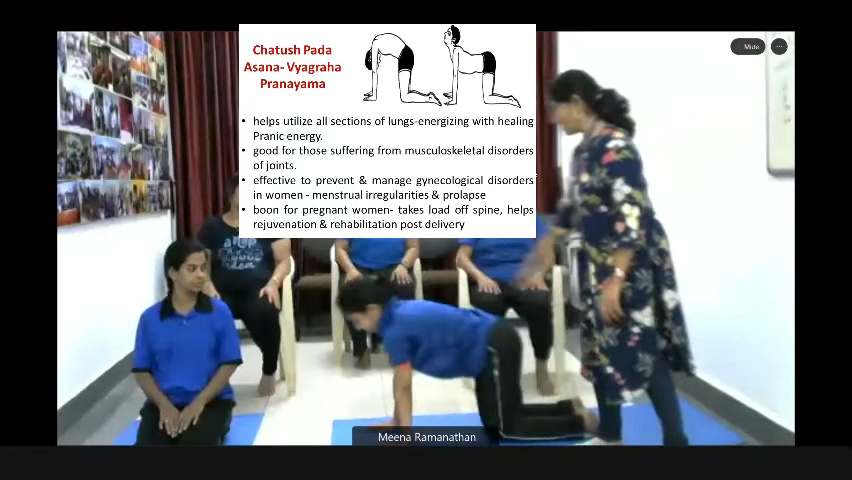 Mute
Chatush Pada
Asana- Vyagraha
Pranayama
• helps utilize all sections of lungs-energizing with healing
Pranic energy.
• good for those suffering from musculoskeletal disorders
of joints.
• effective to prevent & manage gynecological disorders
in women - menstrual irregularities & prolapse
• boon for pregnant women- takes load off spine, helps
rejuvenation & rehabilitation post delivery
Meena Ramanathan